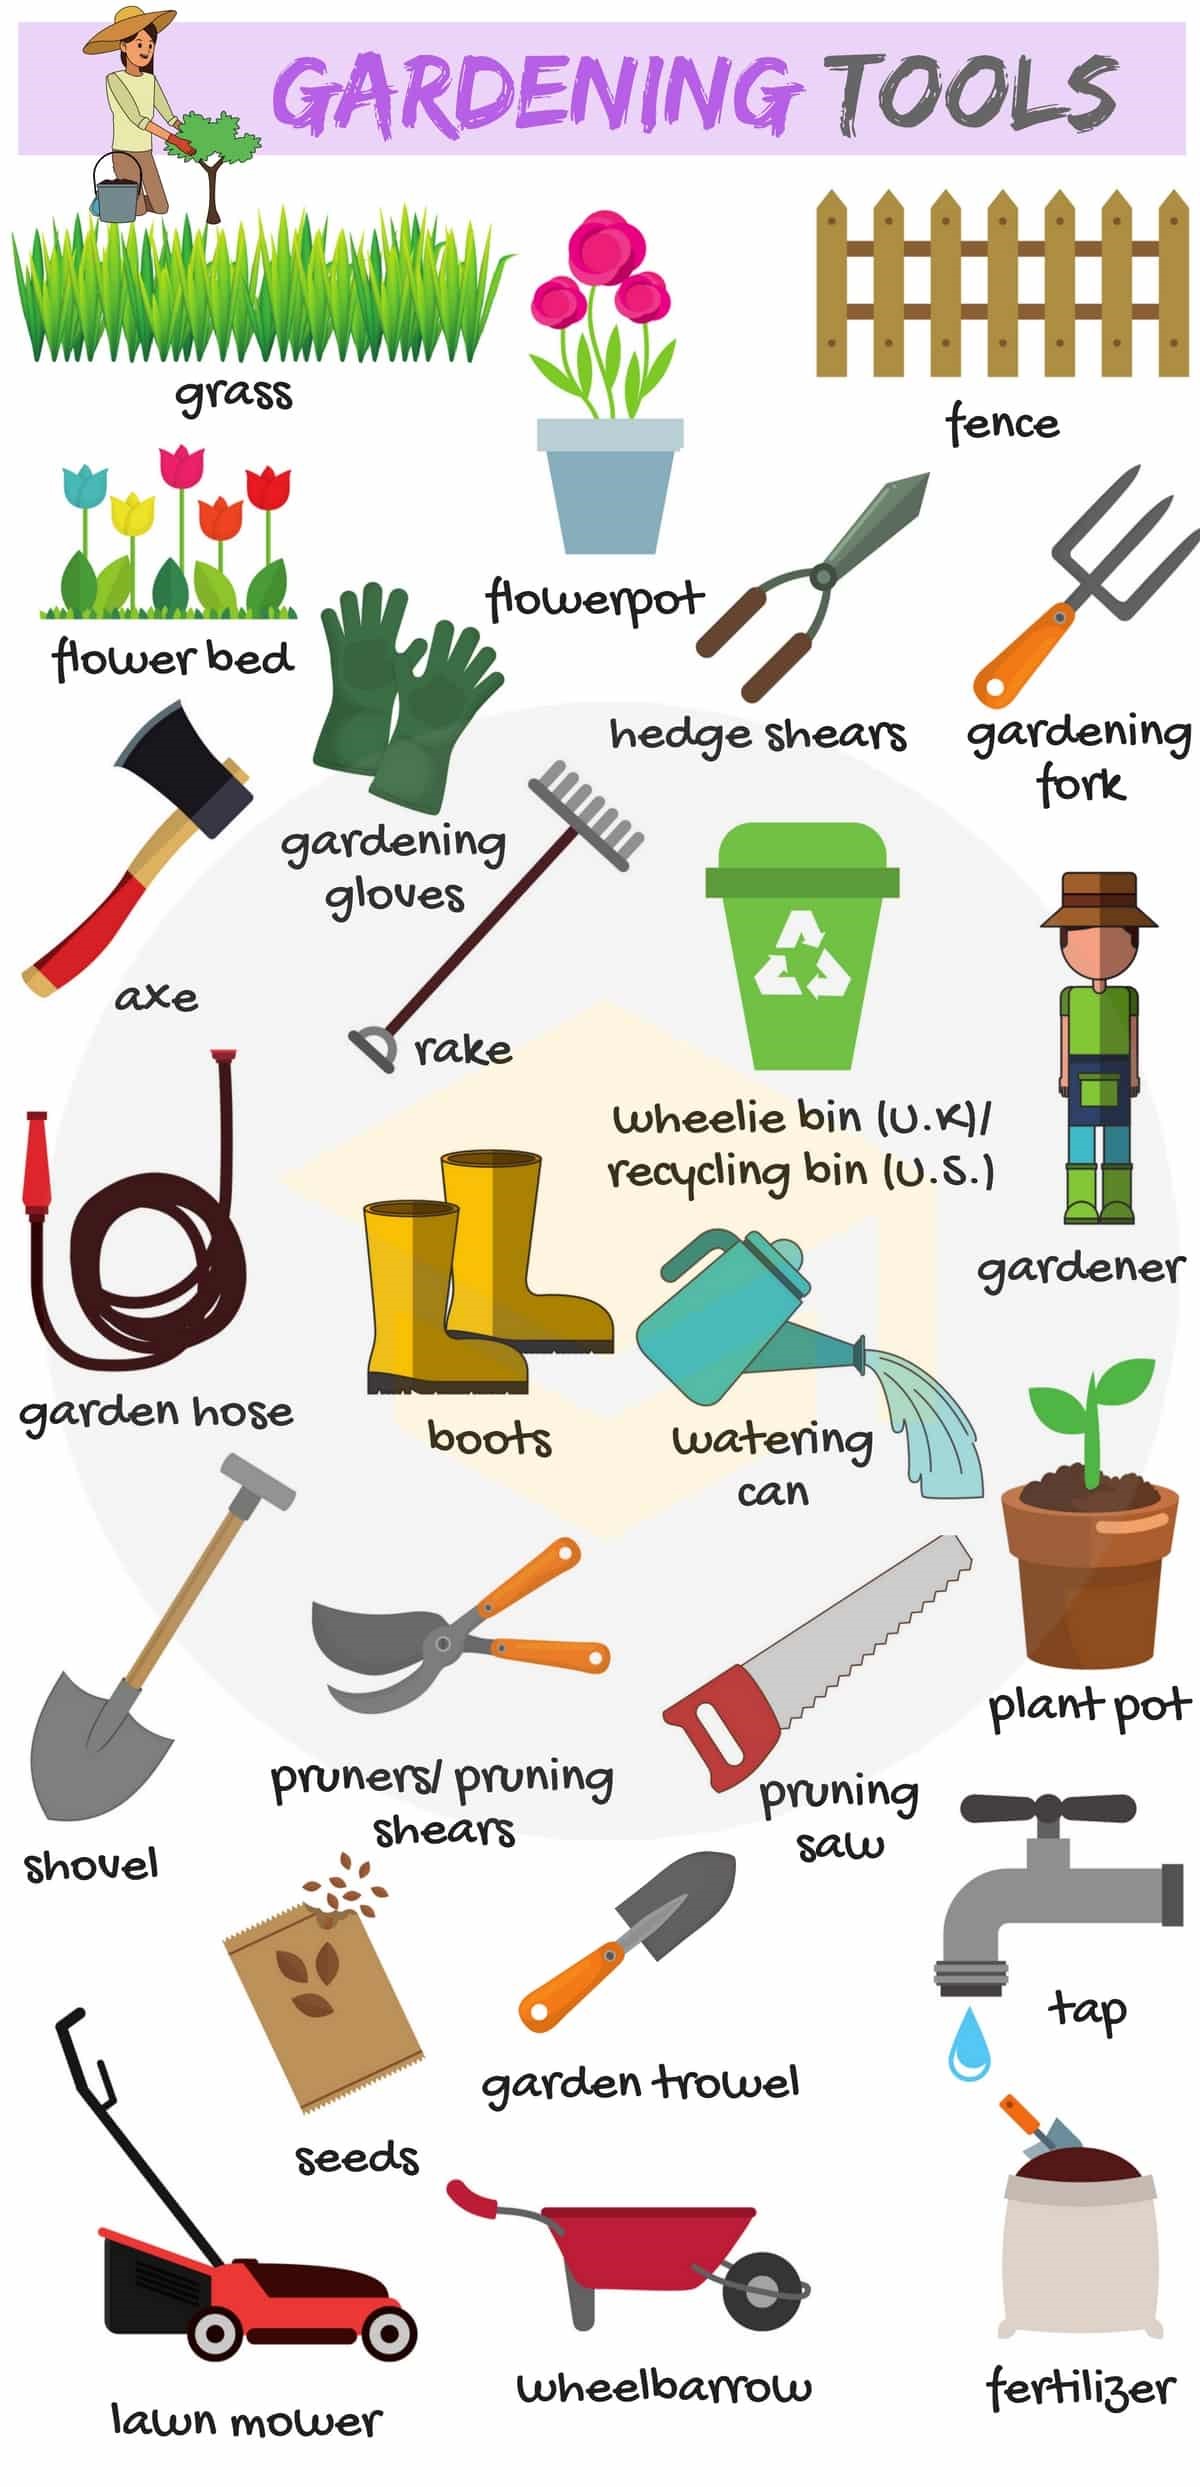 GARDENING TOOLS
grass
fence
flowerpot
flower bed
hedge shears
gardening
fork
gardening
gloves
axe
rake
wheelie bin (U.K)/
recycling bin (U.S.)
gardener
garden hose
boots
watering
can
plant pot
pruners/ pruning
shears
pruning
saw
shovel
tap
garden trowel
seeds
wheelbarrow
fertilizer
lawn mower